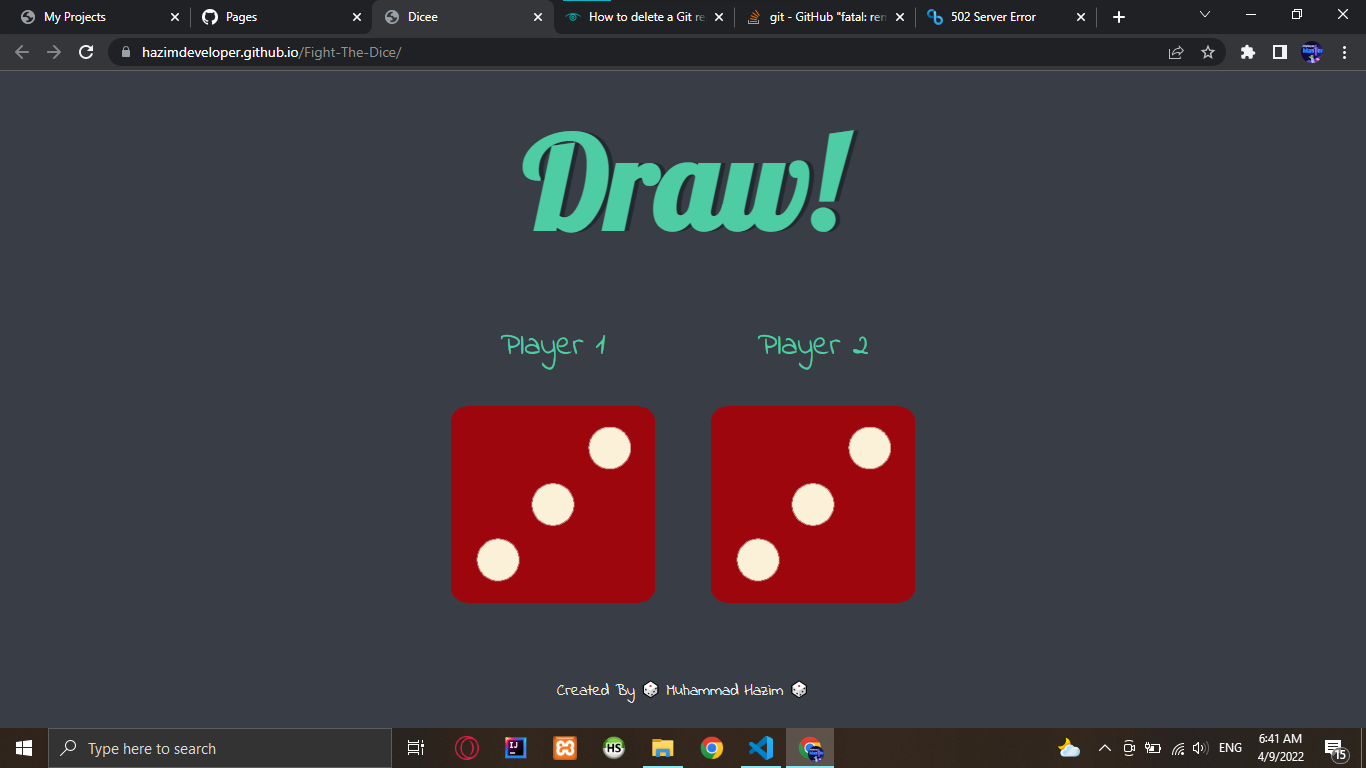 My Projects
Pages
Dicee
How to delete a Git re
git - GitHub "fatal: ren
502 Server Error
hazimdeveloper.github.io/Fight-The-Dice/
Draw!
Player 1
Player 2
Created By 🎲 Muhammad Hazim 🎲
Type here to search
IJ
HS
ENG
6:41 AM
4/9/2022
15